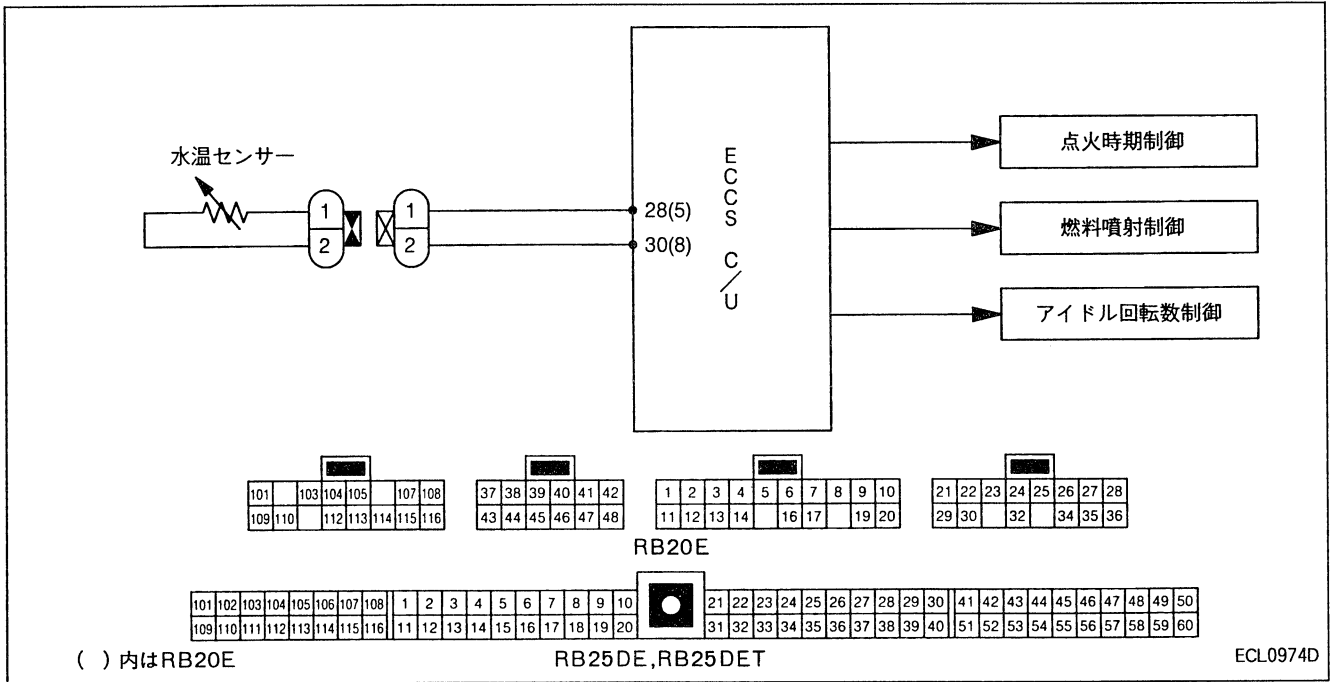 水温センサー
1
2
1
2
28(5)
30(8)
ECCS C/U
点火時期制御
燃料噴射制御
アイドル回転数制御
101 103 104 105 107 108
109 110 112 113 114 115 116
37 38 39 40 41 42
43 44 45 46 47 48
1 2 3 4 5 6 7 8 9 10
11 12 13 14 16 17 19 20
21 22 23 24 25 26 27 28
29 30 32 34 35 36
RB20E
101 102 103 104 105 106 107 108 1 2 3 4 5 6 7 8 9 10 21 22 23 24 25 26 27 28 29 30 41 42 43 44 45 46 47 48 49 50
109 110 111 112 113 114 115 116 11 12 13 14 15 16 17 18 19 20 31 32 33 34 35 36 37 38 39 40 51 52 53 54 55 56 57 58 59 60
( )内はRB20E
RB25DE,RB25DET
ECL0974D